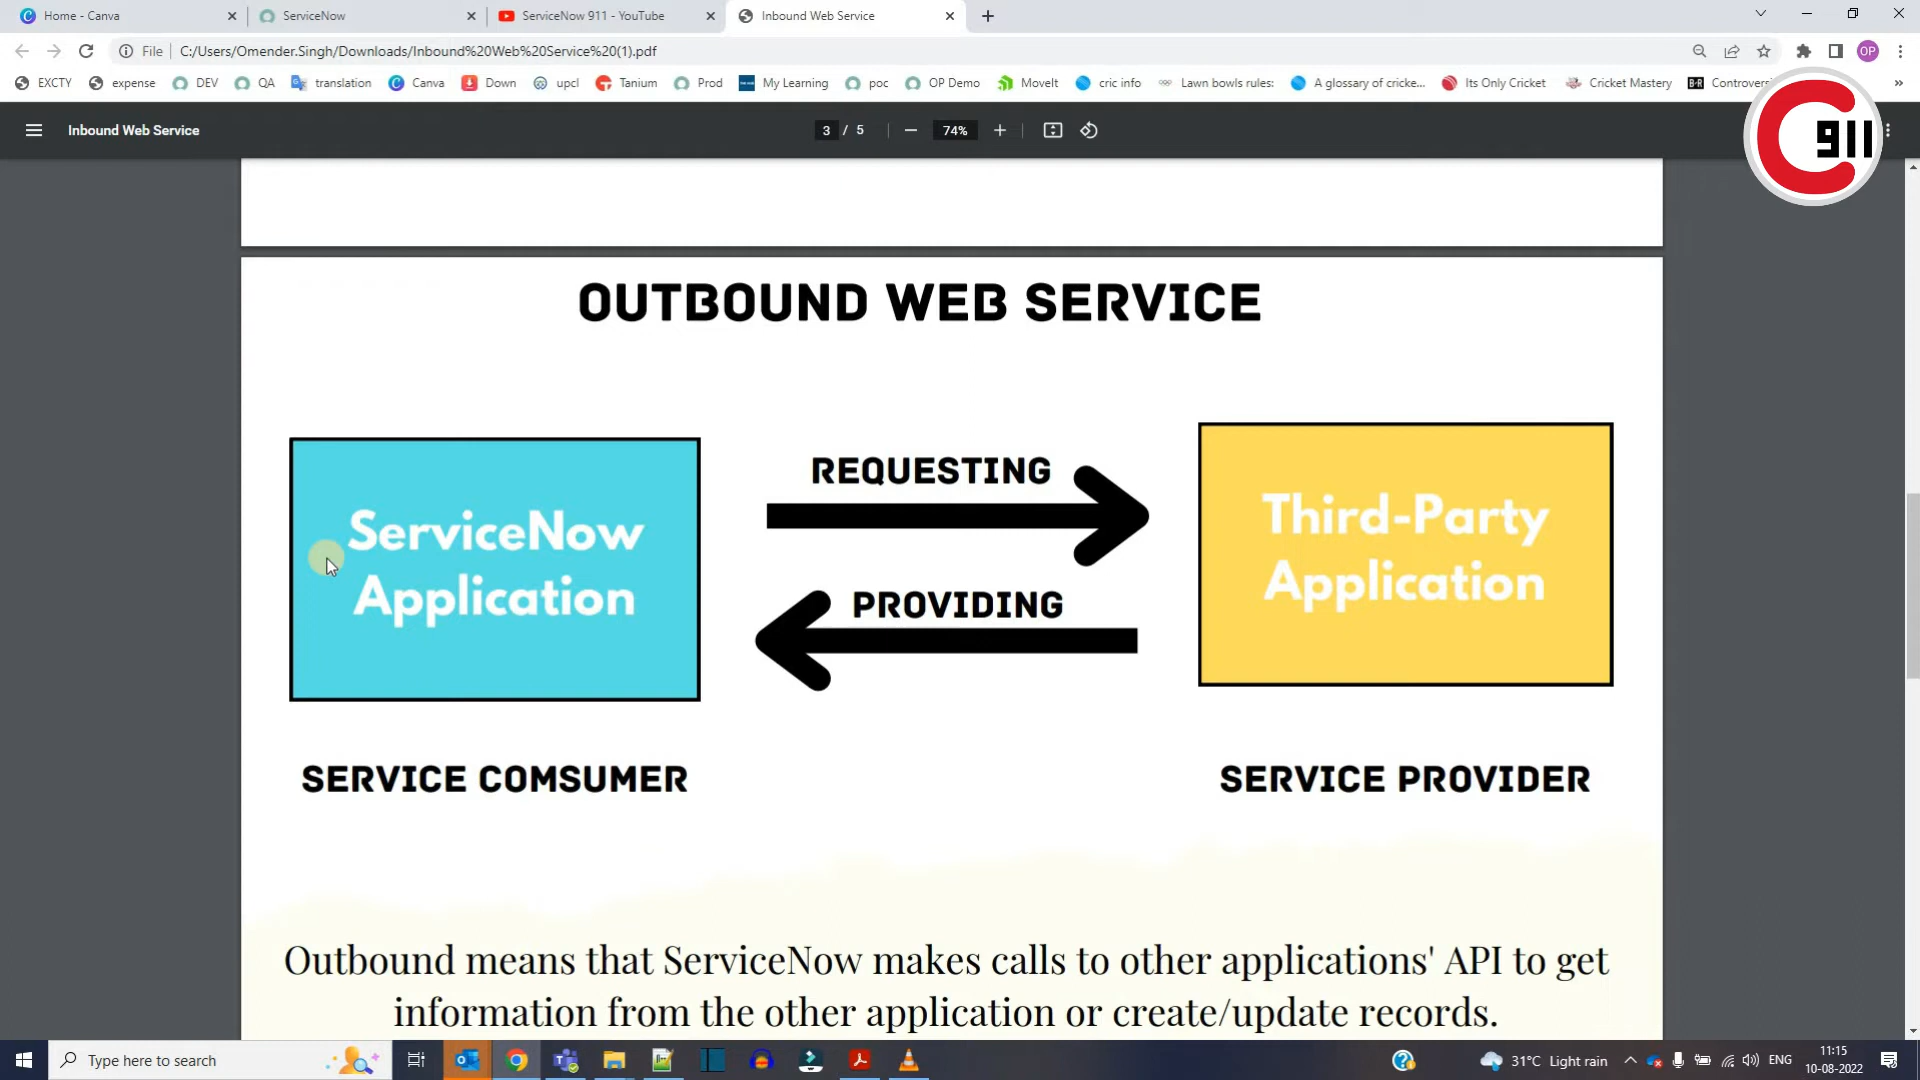 Home - Canva
ServiceNow
ServiceNow 911 - YouTube
Inbound Web Service
File C:/Users/Omender.Singh/Downloads/Inbound%20Web%20Service%20(1).pdf
OP
EXCTY expense DEV QA translation Canva Down upcl Tanium Prod My Learning poc OP Demo MoveIt cric info Lawn bowls rules: A glossary of cricke... Its Only Cricket Cricket Mastery B-R Controvers
Inbound Web Service
3 / 5
74%
C 911
OUTBOUND WEB SERVICE
REQUESTING
ServiceNow
Application
Third-Party
Application
PROVIDING
SERVICE COMSUMER
SERVICE PROVIDER
Outbound means that ServiceNow makes calls to other applications' API to get
information from the other application or create/update records.
Type here to search
31°C Light rain
ENG
11:15
10-08-2022